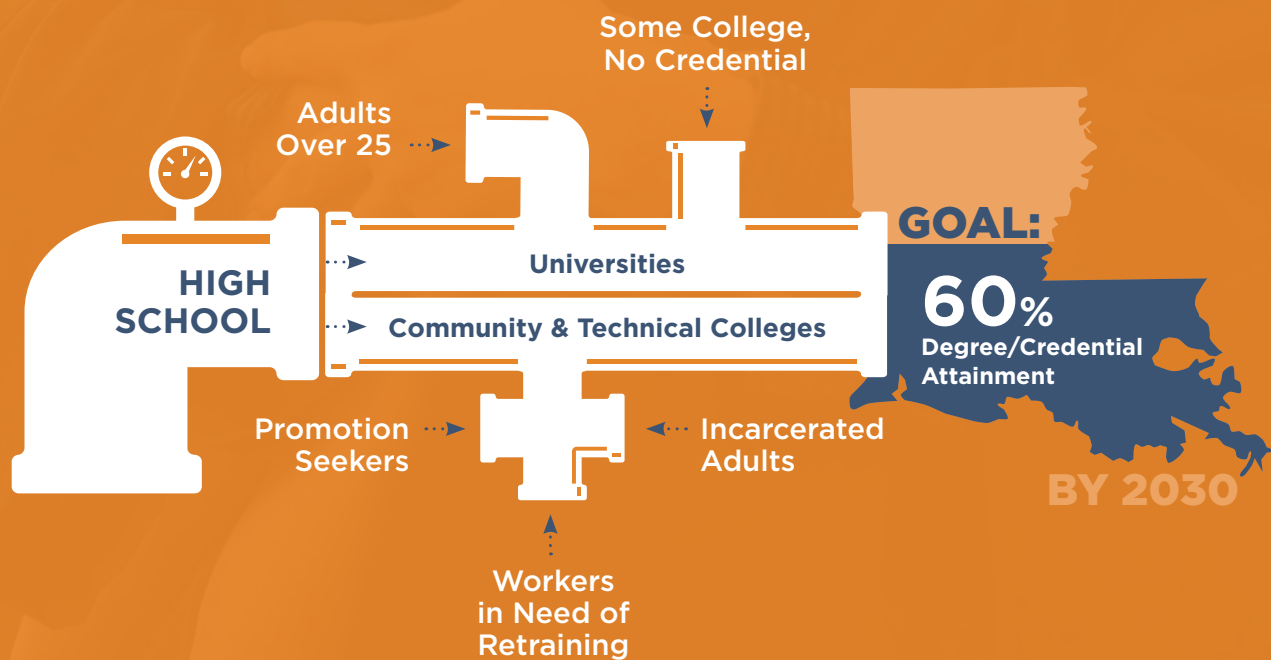 Some College,
No Credential
Adults
Over 25
HIGH
SCHOOL
Universities
Community & Technical Colleges
GOAL:
60%
Degree/Credential
Attainment
BY 2030
Promotion
Seekers
Incarcerated
Adults
Workers
in Need of
Retraining